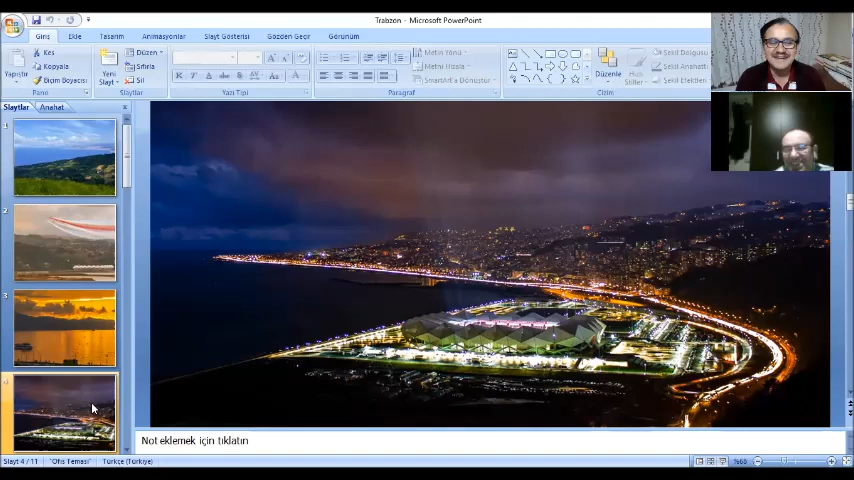 Trabzon - Microsoft PowerPoint
Giriş Ekle Tasarım Animasyonlar Slayt Gösterisi Gözden Geçir Görünüm
Yapıştır
Kes
Kopyala
Biçim Boyacısı
Pano
Yeni Slayt
Düzen
Sıfırla
Sil
Slaytlar
Yazı Tipi
Metin Yönü
Metni Hizala
SmartArt'a Dönüştür
Paragraf
Düzenle
Hızlı Stiller
Şekil Dolgusu
Şekil Anahattı
Şekil Efektleri
Çizim
Slaytlar Anahat
1
2
3
4
Not eklemek için tıklatın
Slayt 4 / 11 "Ofis Teması" Türkçe (Türkiye) %68